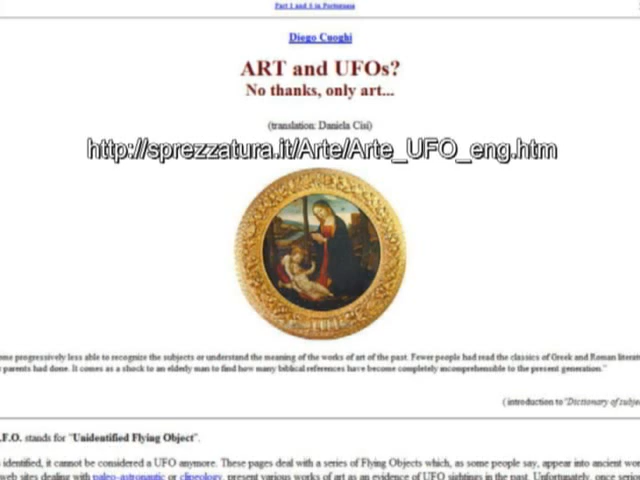 Part 1 and 3 in Portuguese
Diego Cuoghi
ART and UFOs?
No thanks, only art...
(translation: Daniela Cisi)
http://sprezzatura.it/Arte/Arte_UFO_eng.htm
me progressively less able to recognize the subjects or understand the meaning of the works of art of the past. Fewer people had read the classics of Greek and Roman
parents had done. It comes as a shock to an elderly man to find how many biblical references have become completely incomprehensible to the present generation."
( introduction to "Dictionary of
.F.O. stands for "Unidentified Flying Object".
identified, it cannot be considered a UFO anymore. These pages deal with a series of Flying Objects which, as some people say, appear into ancient
web sites dealing with paleo-astronautic or clipeology, present various works of art as an evidence of UFO sightings in the past. Unfortunately, once